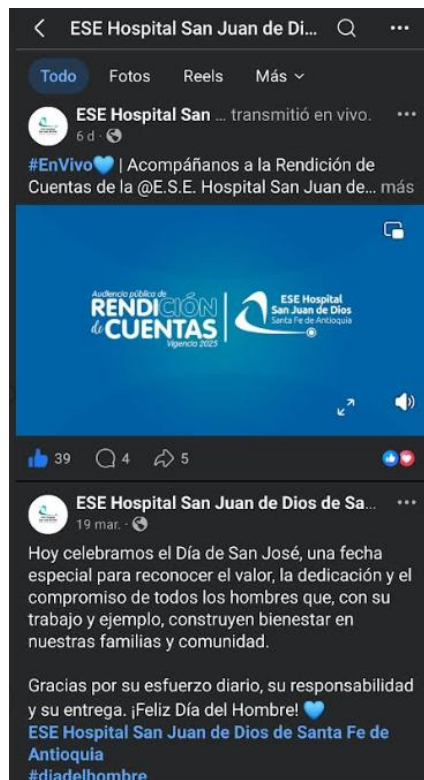 ESE Hospital San Juan de Di...
Todo Fotos Reels Más
ESE Hospital San ... transmitió en vivo.
6 d ·
#EnVivo🩵 | Acompáñanos a la Rendición de
Cuentas de la @E.S.E. Hospital San Juan de... más
Audiencia pública de
RENDICIÓN
de CUENTAS
Vigencia 2025
ESE Hospital
San Juan de Dios
Santa Fe de Antioquia
39 4 5
ESE Hospital San Juan de Dios de Sa...
19 mar. ·
Hoy celebramos el Día de San José, una fecha
especial para reconocer el valor, la dedicación y el
compromiso de todos los hombres que, con su
trabajo y ejemplo, construyen bienestar en
nuestras familias y comunidad.
Gracias por su esfuerzo diario, su responsabilidad
y su entrega. ¡Feliz Día del Hombre! 🩵
ESE Hospital San Juan de Dios de Santa Fe de
Antioquia
#diadelhombre